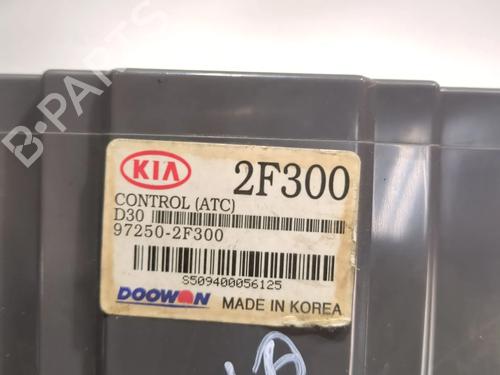 B-PARTS
KIA
2F300
CONTROL (ATC)
D30
97250-2F300
S509400056125
DOOWON
MADE IN KOREA